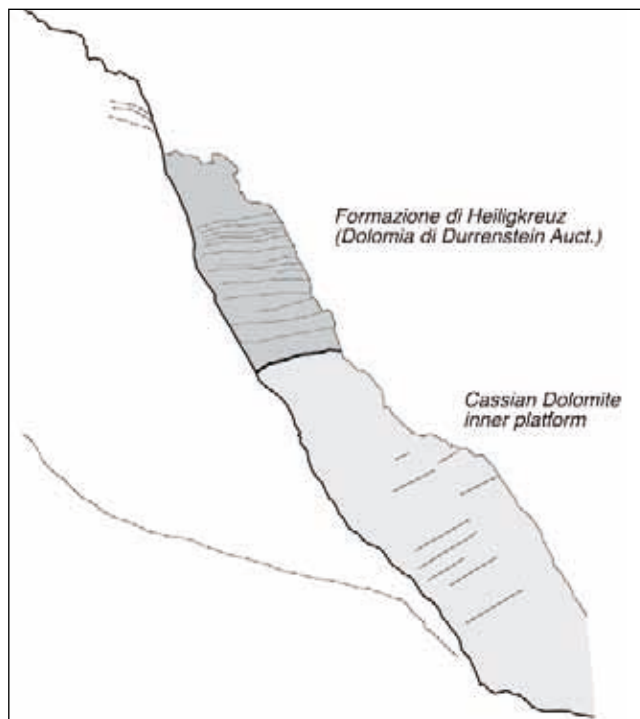 Formazione di Heiligkreuz
(Dolomia di Durrenstein Auct.)
Cassian Dolomite
inner platform